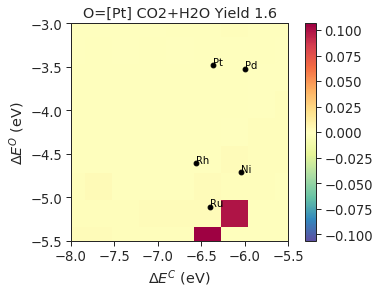 O=[Pt] CO2+H2O Yield 1.6
−3.0
−3.5
−4.0
−4.5
−5.0
−5.5
ΔE^O (eV)
Pt
Pd
Rh
Ni
Ru
−8.0 −7.5 −7.0 −6.5 −6.0 −5.5
ΔE^C (eV)
0.100
0.075
0.050
0.025
0.000
−0.025
−0.050
−0.075
−0.100